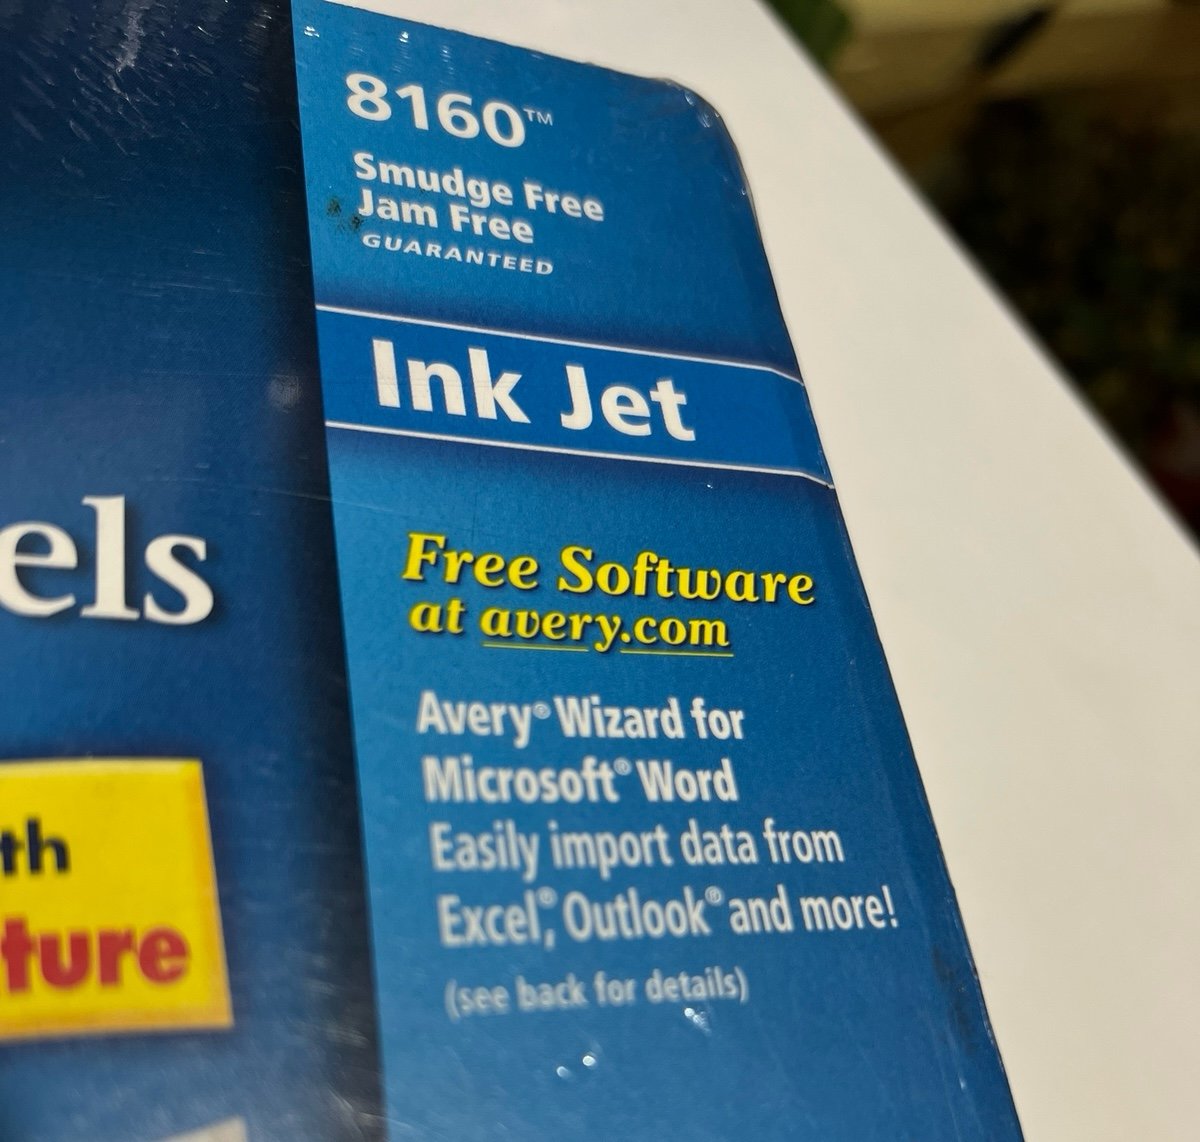 8160™
Smudge Free
Jam Free
GUARANTEED
Ink Jet
els
Free Software
at avery.com
Avery® Wizard for
Microsoft® Word
Easily import data from
Excel®, Outlook® and more!
(see back for details)
th
ture